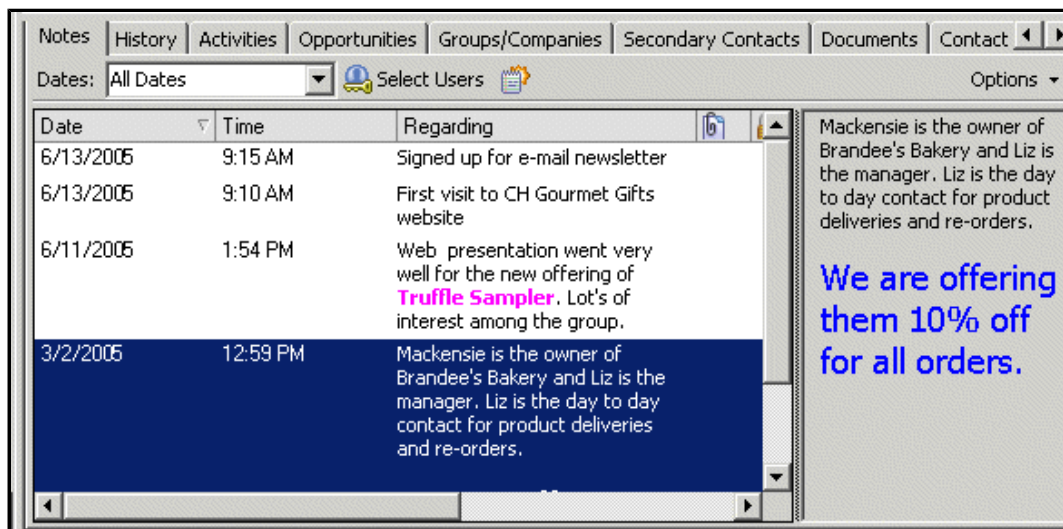 Notes History Activities Opportunities Groups/Companies Secondary Contacts Documents Contact
Dates: All Dates Select Users Options
Date Time Regarding
6/13/2005 9:15 AM Signed up for e-mail newsletter
6/13/2005 9:10 AM First visit to CH Gourmet Gifts
website
6/11/2005 1:54 PM Web presentation went very
well for the new offering of
Truffle Sampler. Lot's of
interest among the group.
3/2/2005 12:59 PM Mackensie is the owner of
Brandee's Bakery and Liz is the
manager. Liz is the day to day
contact for product deliveries
and re-orders.
Mackensie is the owner of
Brandee's Bakery and Liz is
the manager. Liz is the day
to day contact for product
deliveries and re-orders.
We are offering
them 10% off
for all orders.